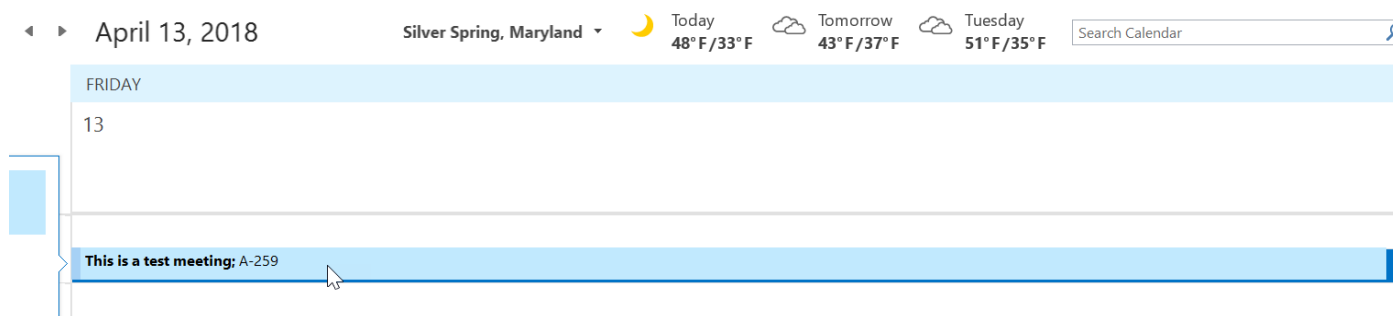 April 13, 2018
Silver Spring, Maryland
Today
48°F/33°F
Tomorrow
43°F/37°F
Tuesday
51°F/35°F
Search Calendar
FRIDAY
13
This is a test meeting; A-259